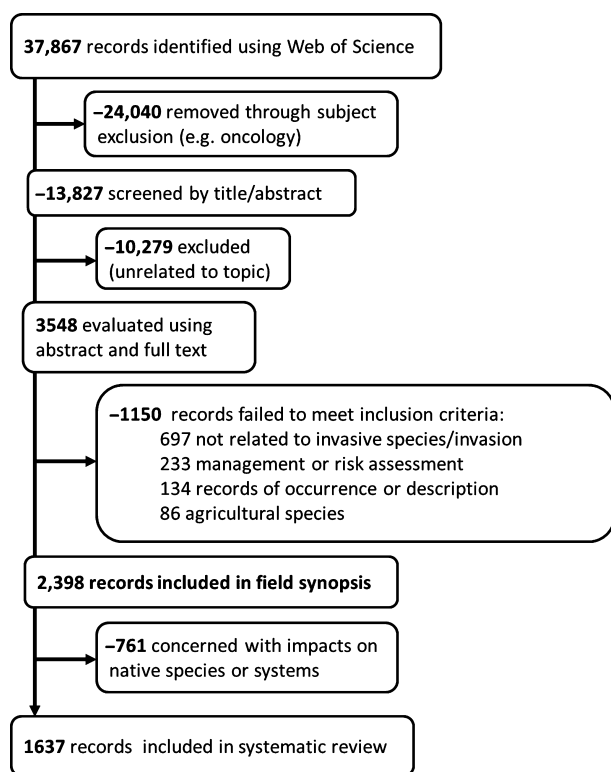 37,867 records identified using Web of Science
−24,040 removed through subject
exclusion (e.g. oncology)
−13,827 screened by title/abstract
−10,279 excluded
(unrelated to topic)
3548 evaluated using
abstract and full text
−1150 records failed to meet inclusion criteria:
697 not related to invasive species/invasion
233 management or risk assessment
134 records of occurrence or description
86 agricultural species
2,398 records included in field synopsis
−761 concerned with impacts on
native species or systems
1637 records included in systematic review